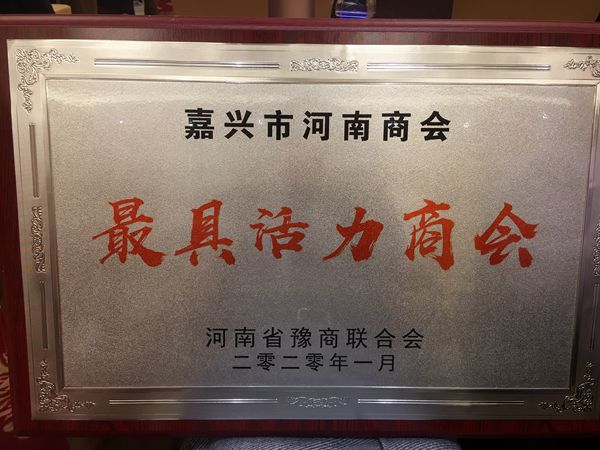 嘉兴市河南商会
最具活力商会
河南省豫商联合会
二零二零年一月